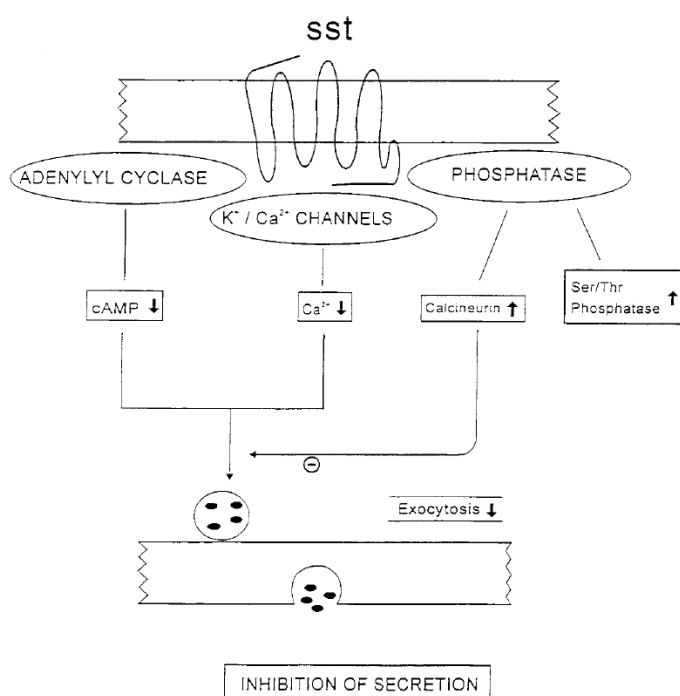 sst
ADENYLYL CYCLASE
PHOSPHATASE
K⁺ / Ca²⁺ CHANNELS
cAMP ↓
Ca²⁺ ↓
Calcineurin ↑
Ser/Thr
Phosphatase ↑
⊖
Exocytosis ↓
INHIBITION OF SECRETION